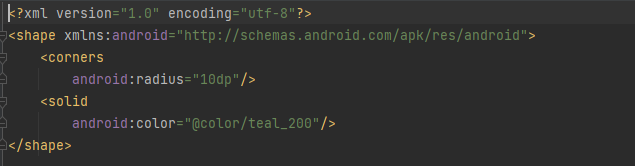 <?xml version="1.0" encoding="utf-8"?>
<shape xmlns:android="http://schemas.android.com/apk/res/android">
    <corners
        android:radius="10dp"/>
    <solid
        android:color="@color/teal_200"/>
</shape>